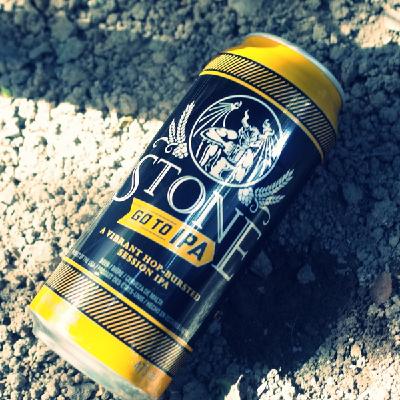 STONE
GO TO IPA
A VIBRANT HOP-BURSTED
SESSION IPA